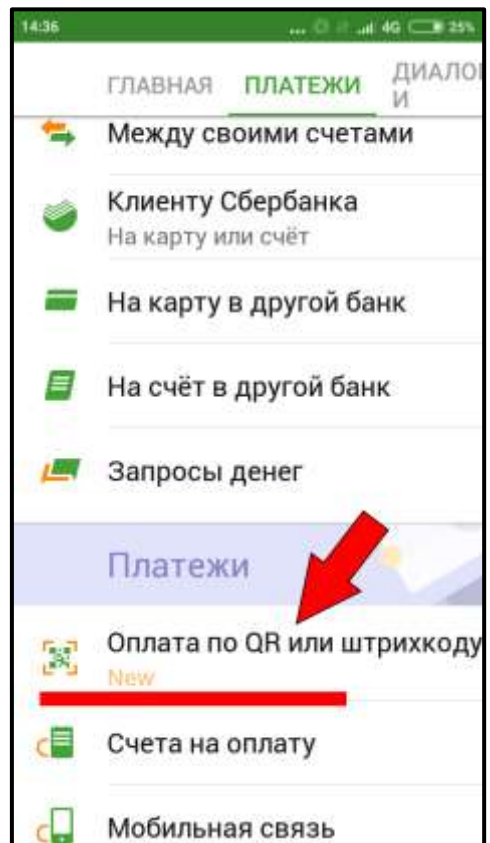 14:36 ... 4G 25%
ГЛАВНАЯ ПЛАТЕЖИ ДИАЛОГ
И
Между своими счетами
Клиенту Сбербанка
На карту или счёт
На карту в другой банк
На счёт в другой банк
Запросы денег
Платежи
Оплата по QR или штрихкоду
New
Счета на оплату
Мобильная связь